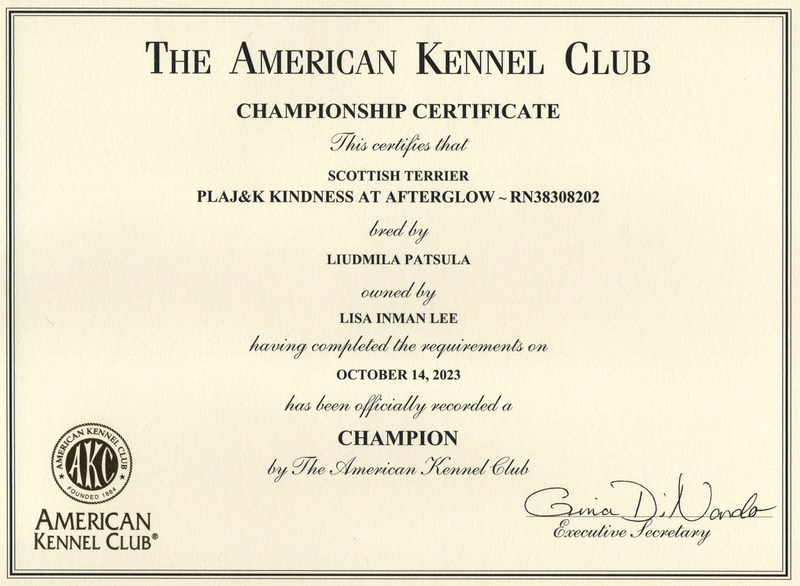 THE AMERICAN KENNEL CLUB
CHAMPIONSHIP CERTIFICATE
This certifies that
SCOTTISH TERRIER
PLAJ&K KINDNESS AT AFTERGLOW ~ RN38308202
bred by
LIUDMILA PATSULA
owned by
LISA INMAN LEE
having completed the requirements on
OCTOBER 14, 2023
has been officially recorded a
CHAMPION
by The American Kennel Club
AMERICAN KENNEL CLUB
AKC
FOUNDED 1884
AMERICAN
KENNEL CLUB®
Gina DiNardo
Executive Secretary